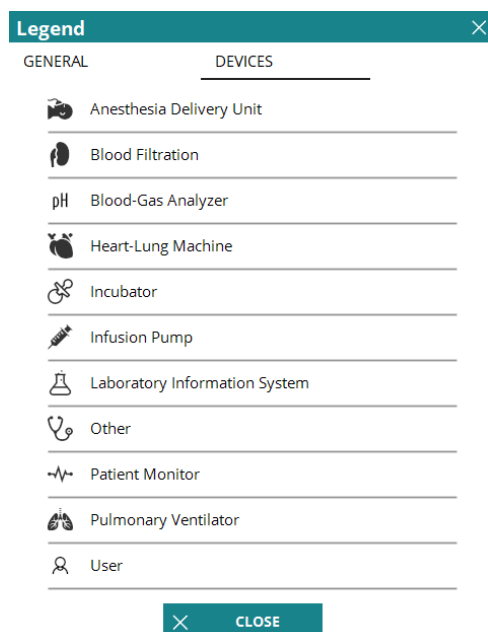 Legend
GENERAL DEVICES
Anesthesia Delivery Unit
Blood Filtration
pH Blood-Gas Analyzer
Heart-Lung Machine
Incubator
Infusion Pump
Laboratory Information System
Other
Patient Monitor
Pulmonary Ventilator
User
CLOSE